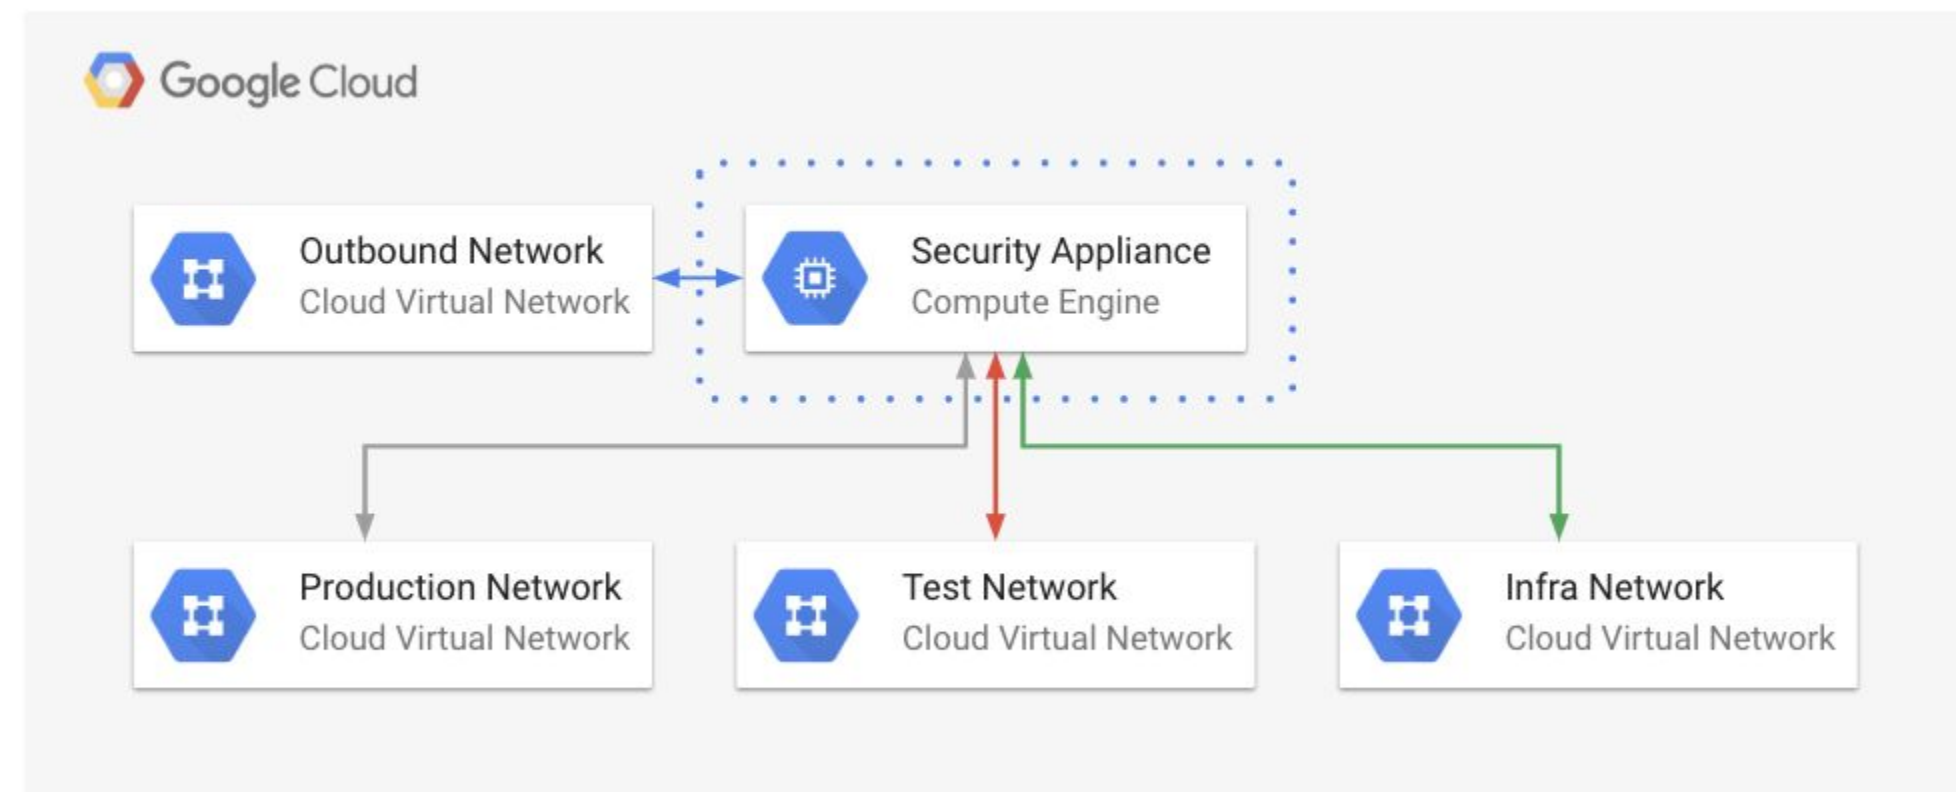 Google Cloud
Outbound Network
Cloud Virtual Network
Security Appliance
Compute Engine
Production Network
Cloud Virtual Network
Test Network
Cloud Virtual Network
Infra Network
Cloud Virtual Network